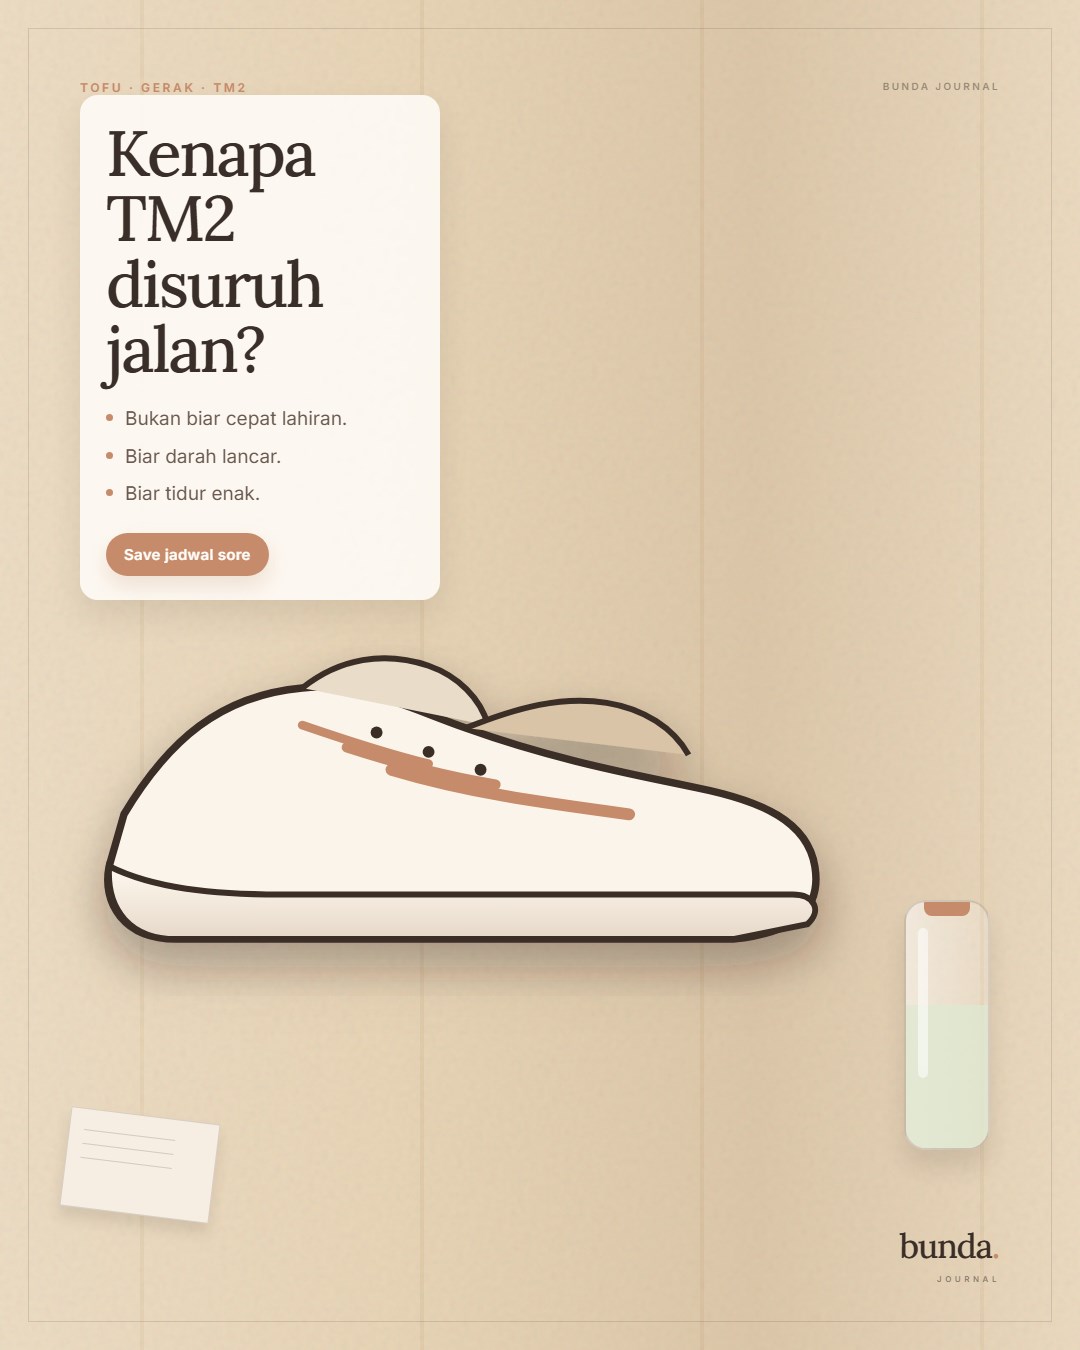 TOFU · GERAK · TM2
BUNDA JOURNAL
Kenapa
TM2
disuruh
jalan?
• Bukan biar cepat lahiran.
• Biar darah lancar.
• Biar tidur enak.
Save jadwal sore
bunda.
JOURNAL